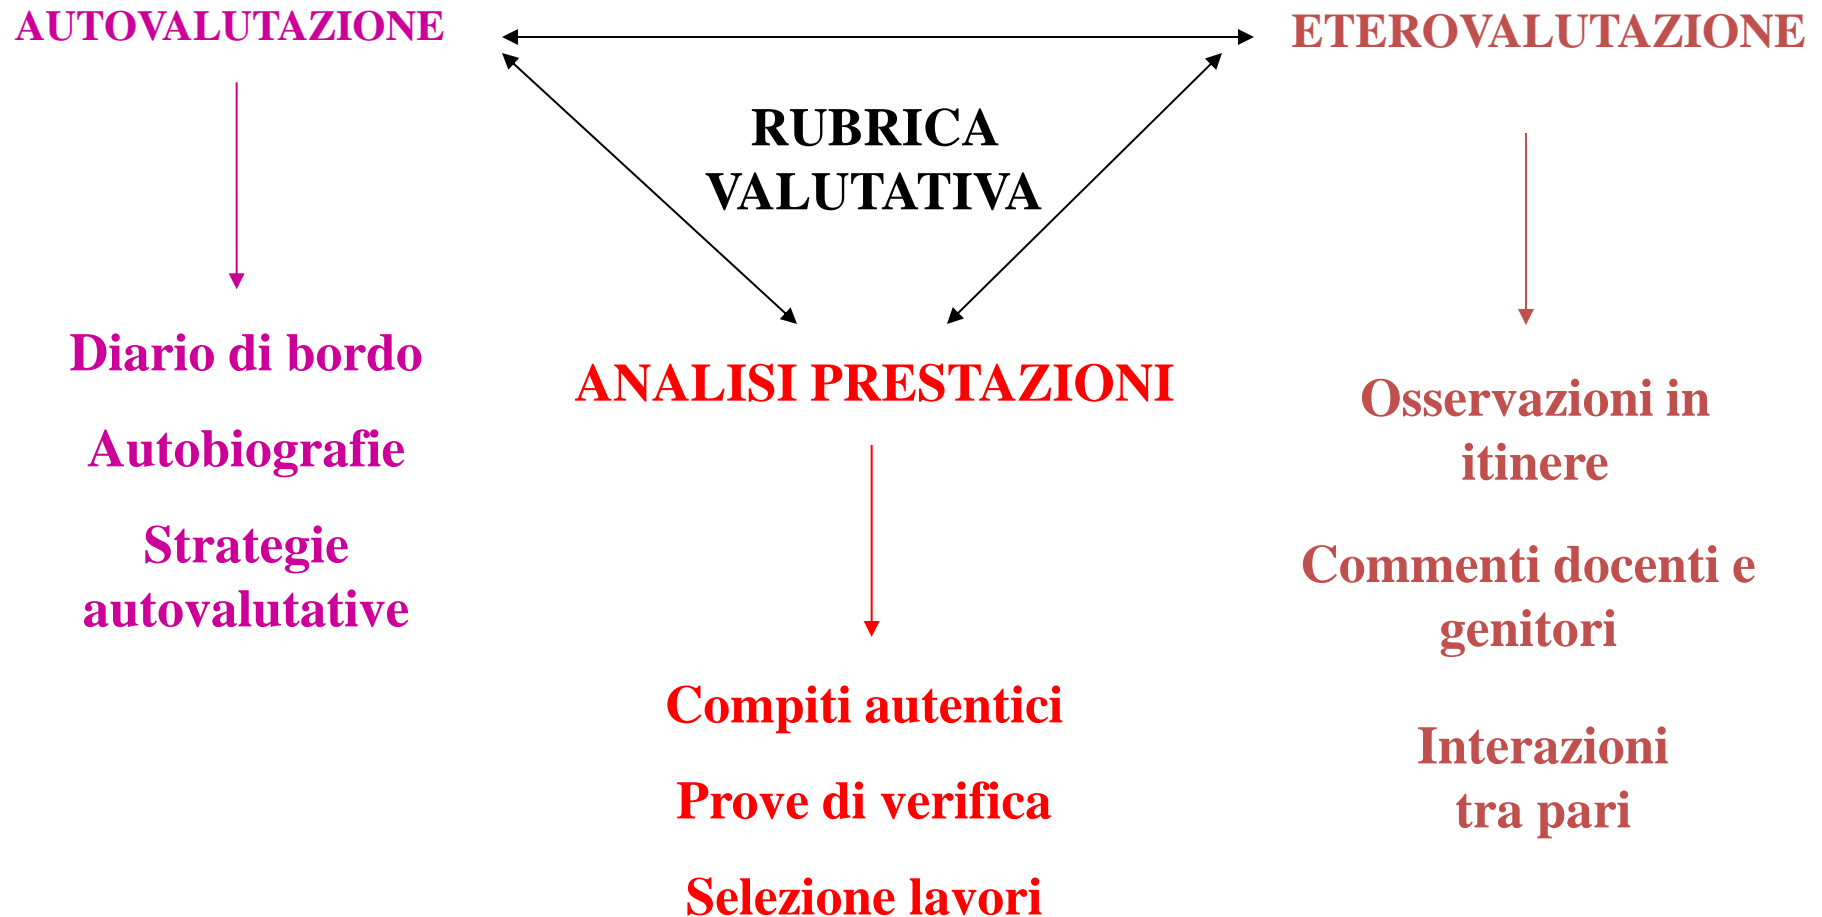 AUTOVALUTAZIONE
ETEROVALUTAZIONE
RUBRICA
VALUTATIVA
Diario di bordo
Autobiografie
Strategie
autovalutative
ANALISI PRESTAZIONI
Compiti autentici
Prove di verifica
Selezione lavori
Osservazioni in
itinere
Commenti docenti e
genitori
Interazioni
tra pari